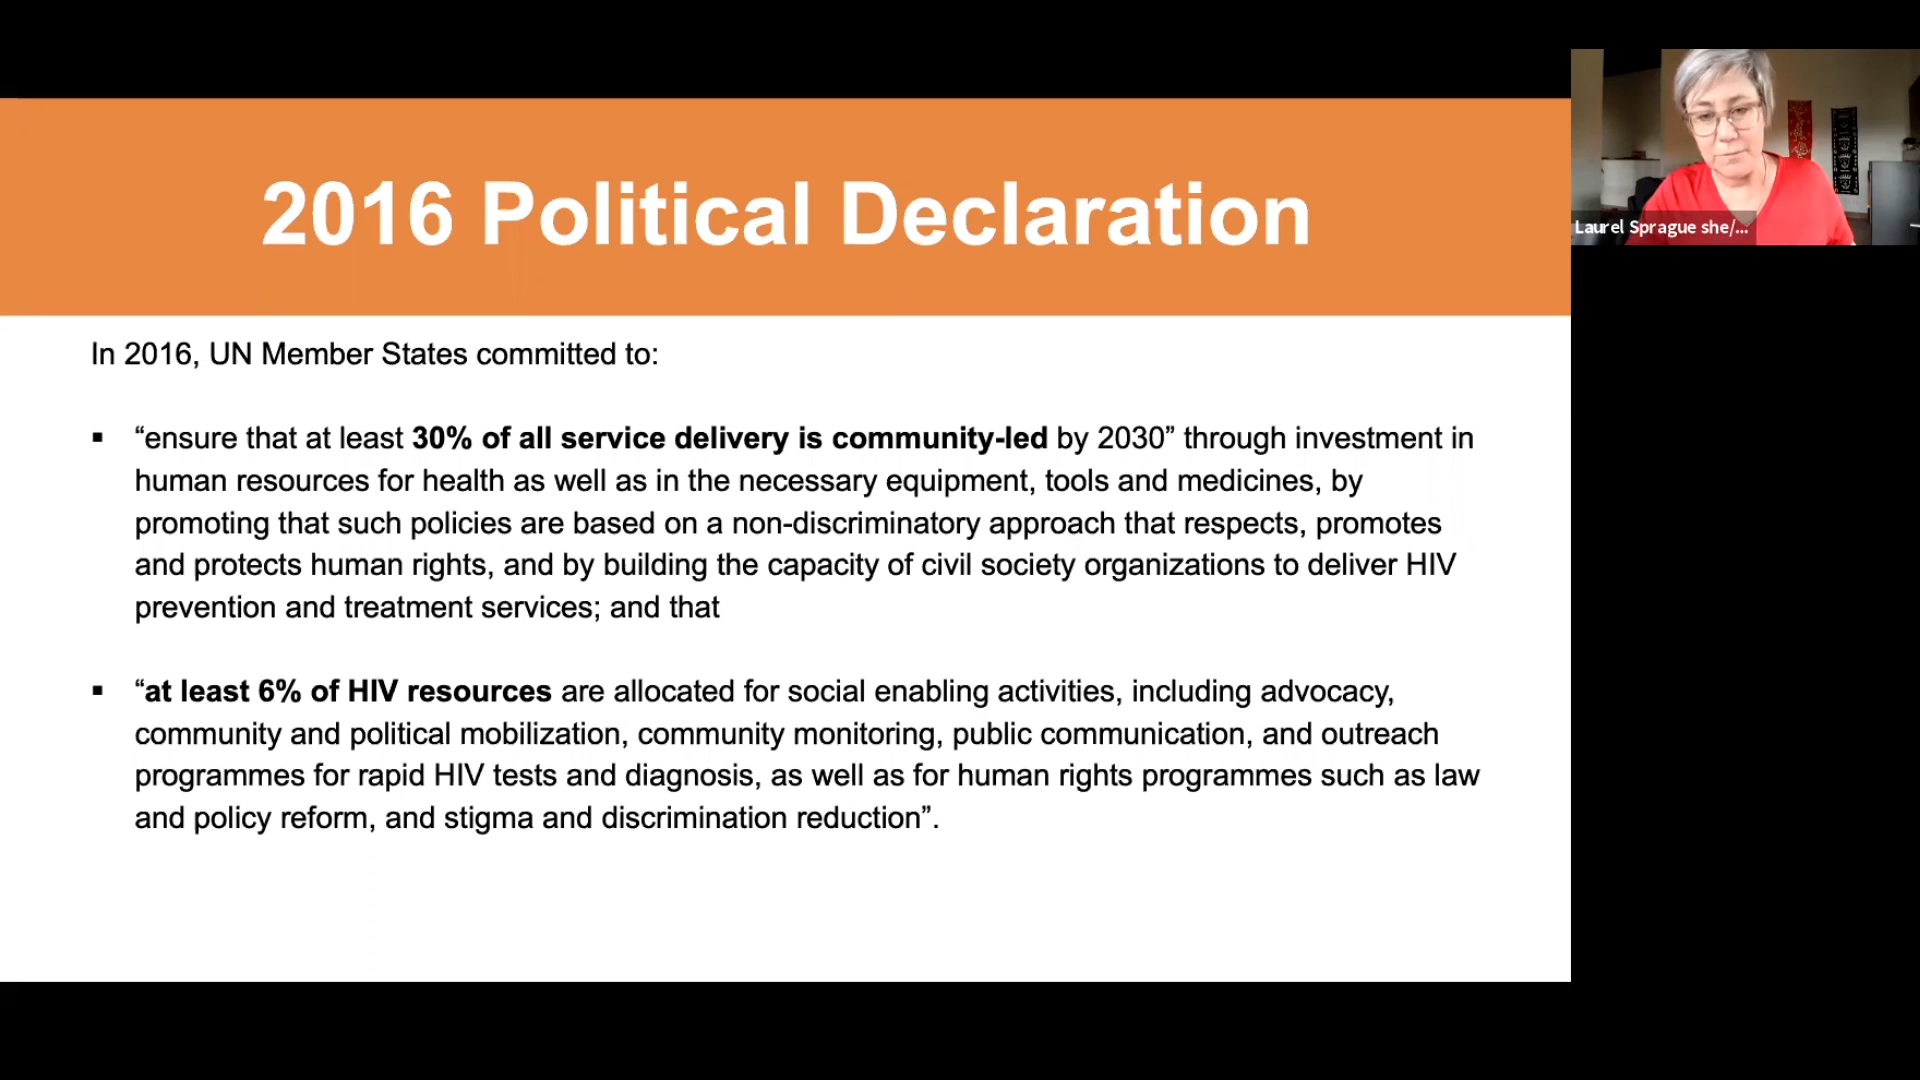 2016 Political Declaration
Laurel Sprague she/...
In 2016, UN Member States committed to:
▪ “ensure that at least 30% of all service delivery is community-led by 2030” through investment in
human resources for health as well as in the necessary equipment, tools and medicines, by
promoting that such policies are based on a non-discriminatory approach that respects, promotes
and protects human rights, and by building the capacity of civil society organizations to deliver HIV
prevention and treatment services; and that
▪ “at least 6% of HIV resources are allocated for social enabling activities, including advocacy,
community and political mobilization, community monitoring, public communication, and outreach
programmes for rapid HIV tests and diagnosis, as well as for human rights programmes such as law
and policy reform, and stigma and discrimination reduction”.